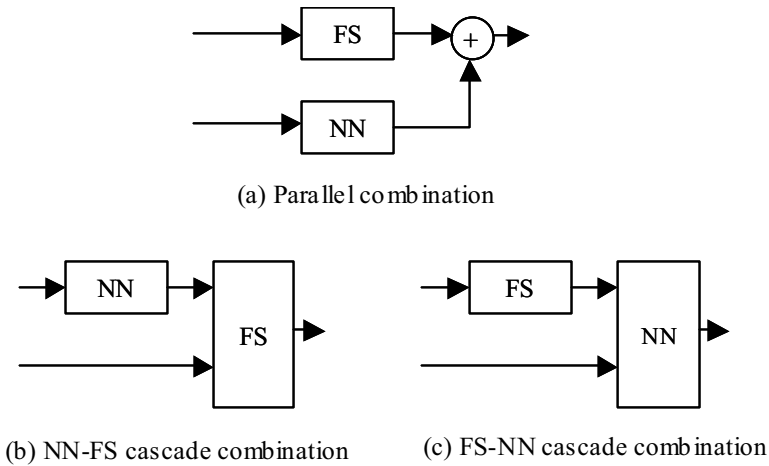 FS
+
NN
(a) Parallel combination
NN
FS
FS
NN
(b) NN-FS cascade combination
(c) FS-NN cascade combination